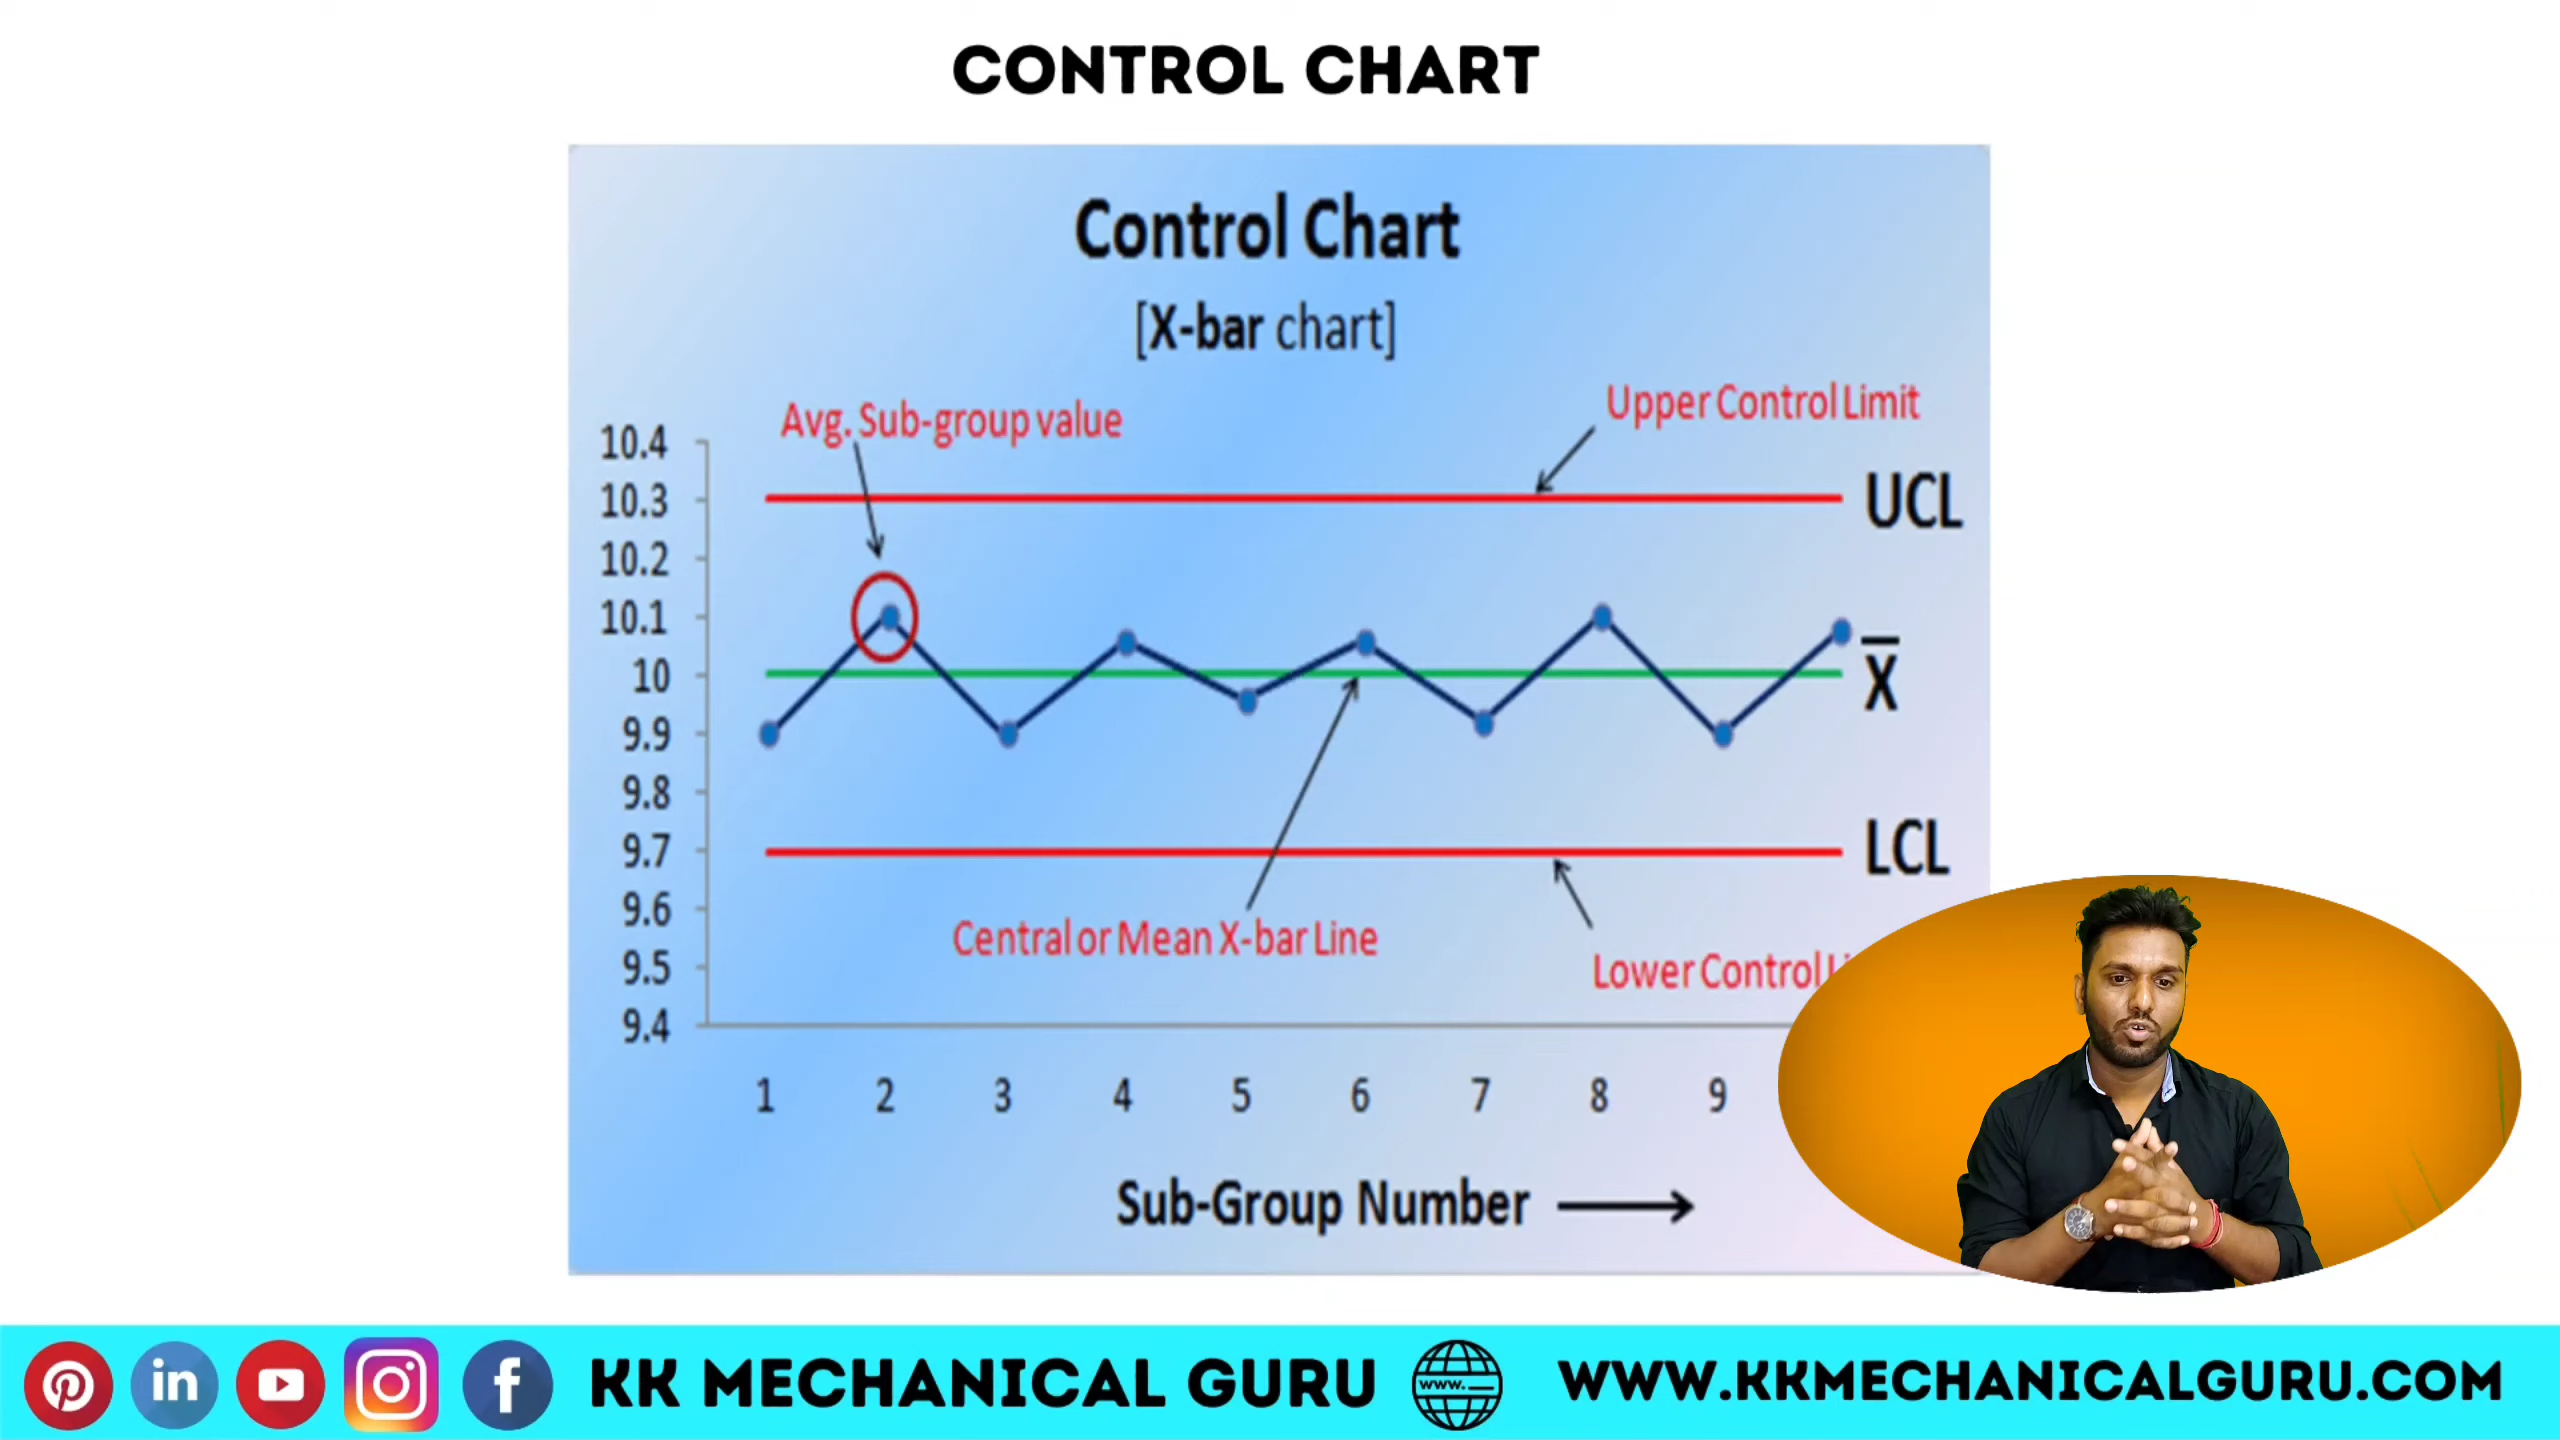 CONTROL CHART
Control Chart
[X-bar chart]
Avg. Sub-group value
Upper Control Limit
10.4
10.3
10.2
10.1
10
9.9
9.8
9.7
9.6
9.5
9.4
UCL
X
LCL
Central or Mean X-bar Line
Lower Control
1 2 3 4 5 6 7 8 9
Sub-Group Number
in
f
KK MECHANICAL GURU
www.
WWW.KKMECHANICALGURU.COM